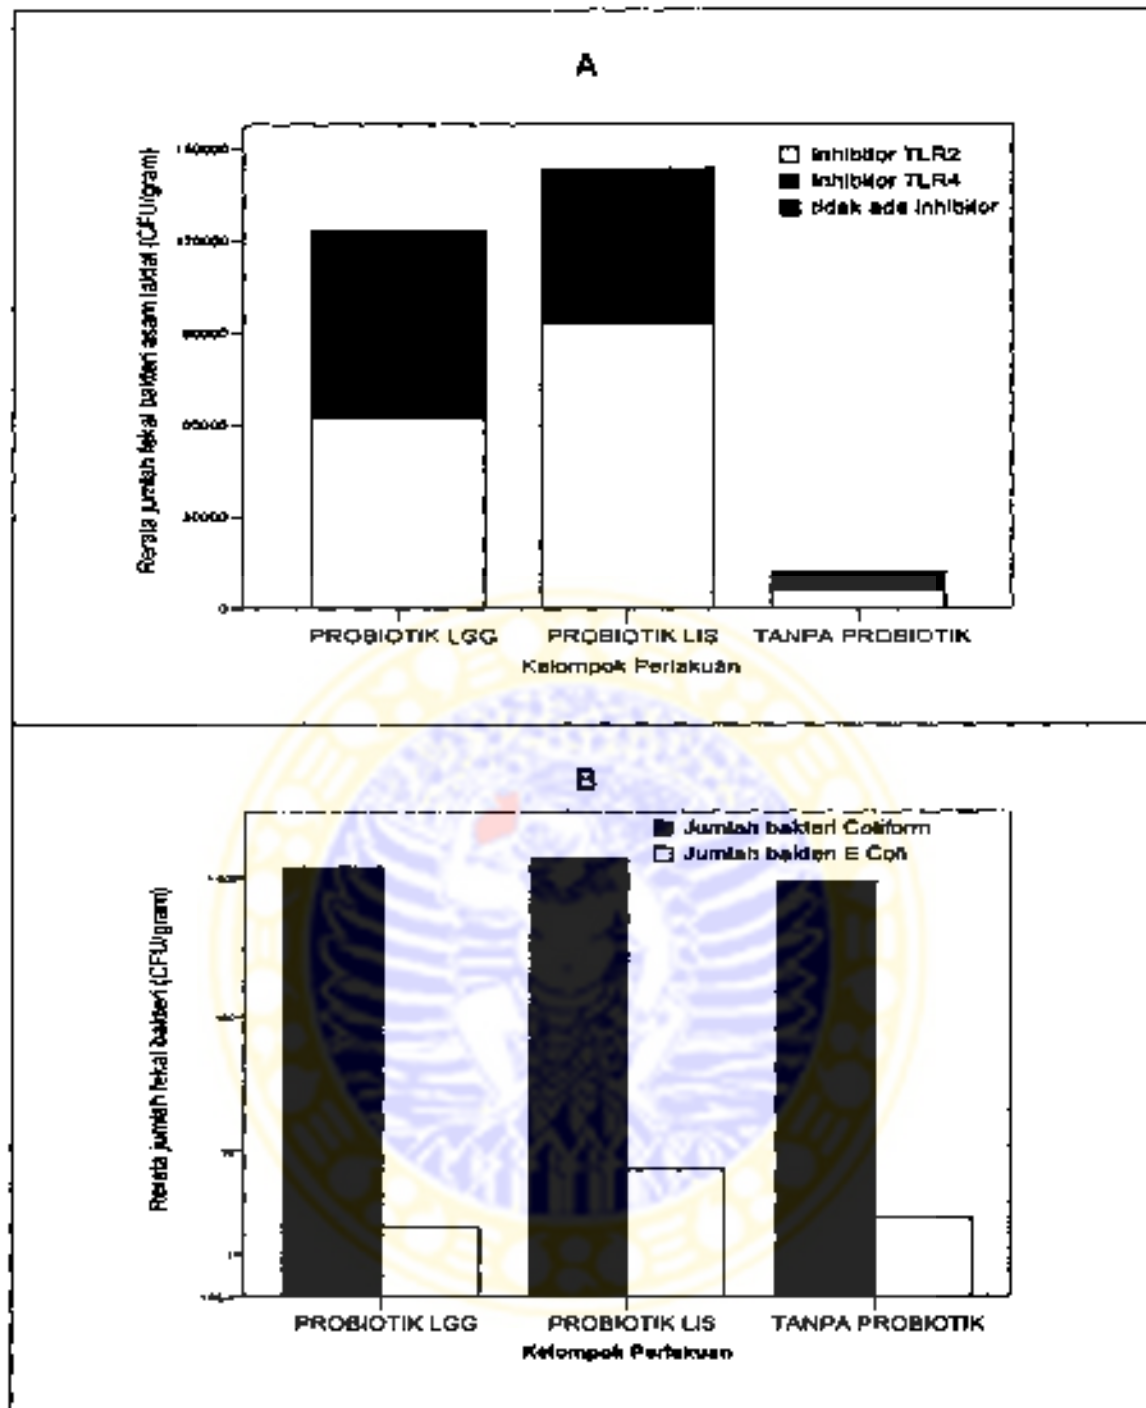 A
Rerata jumlah fekal bakteri asam laktat (CFU/gram)
Inhibitor TLR2
Inhibitor TLR4
tidak ada inhibitor
0
PROBIOTIK LGG
PROBIOTIK LIS
TANPA PROBIOTIK
Kelompok Perlakuan
B
Rerata jumlah fekal bakteri (CFU/gram)
Jumlah bakteri Coliform
Jumlah bakteri E Coli
PROBIOTIK LGG
PROBIOTIK LIS
TANPA PROBIOTIK
Kelompok Perlakuan